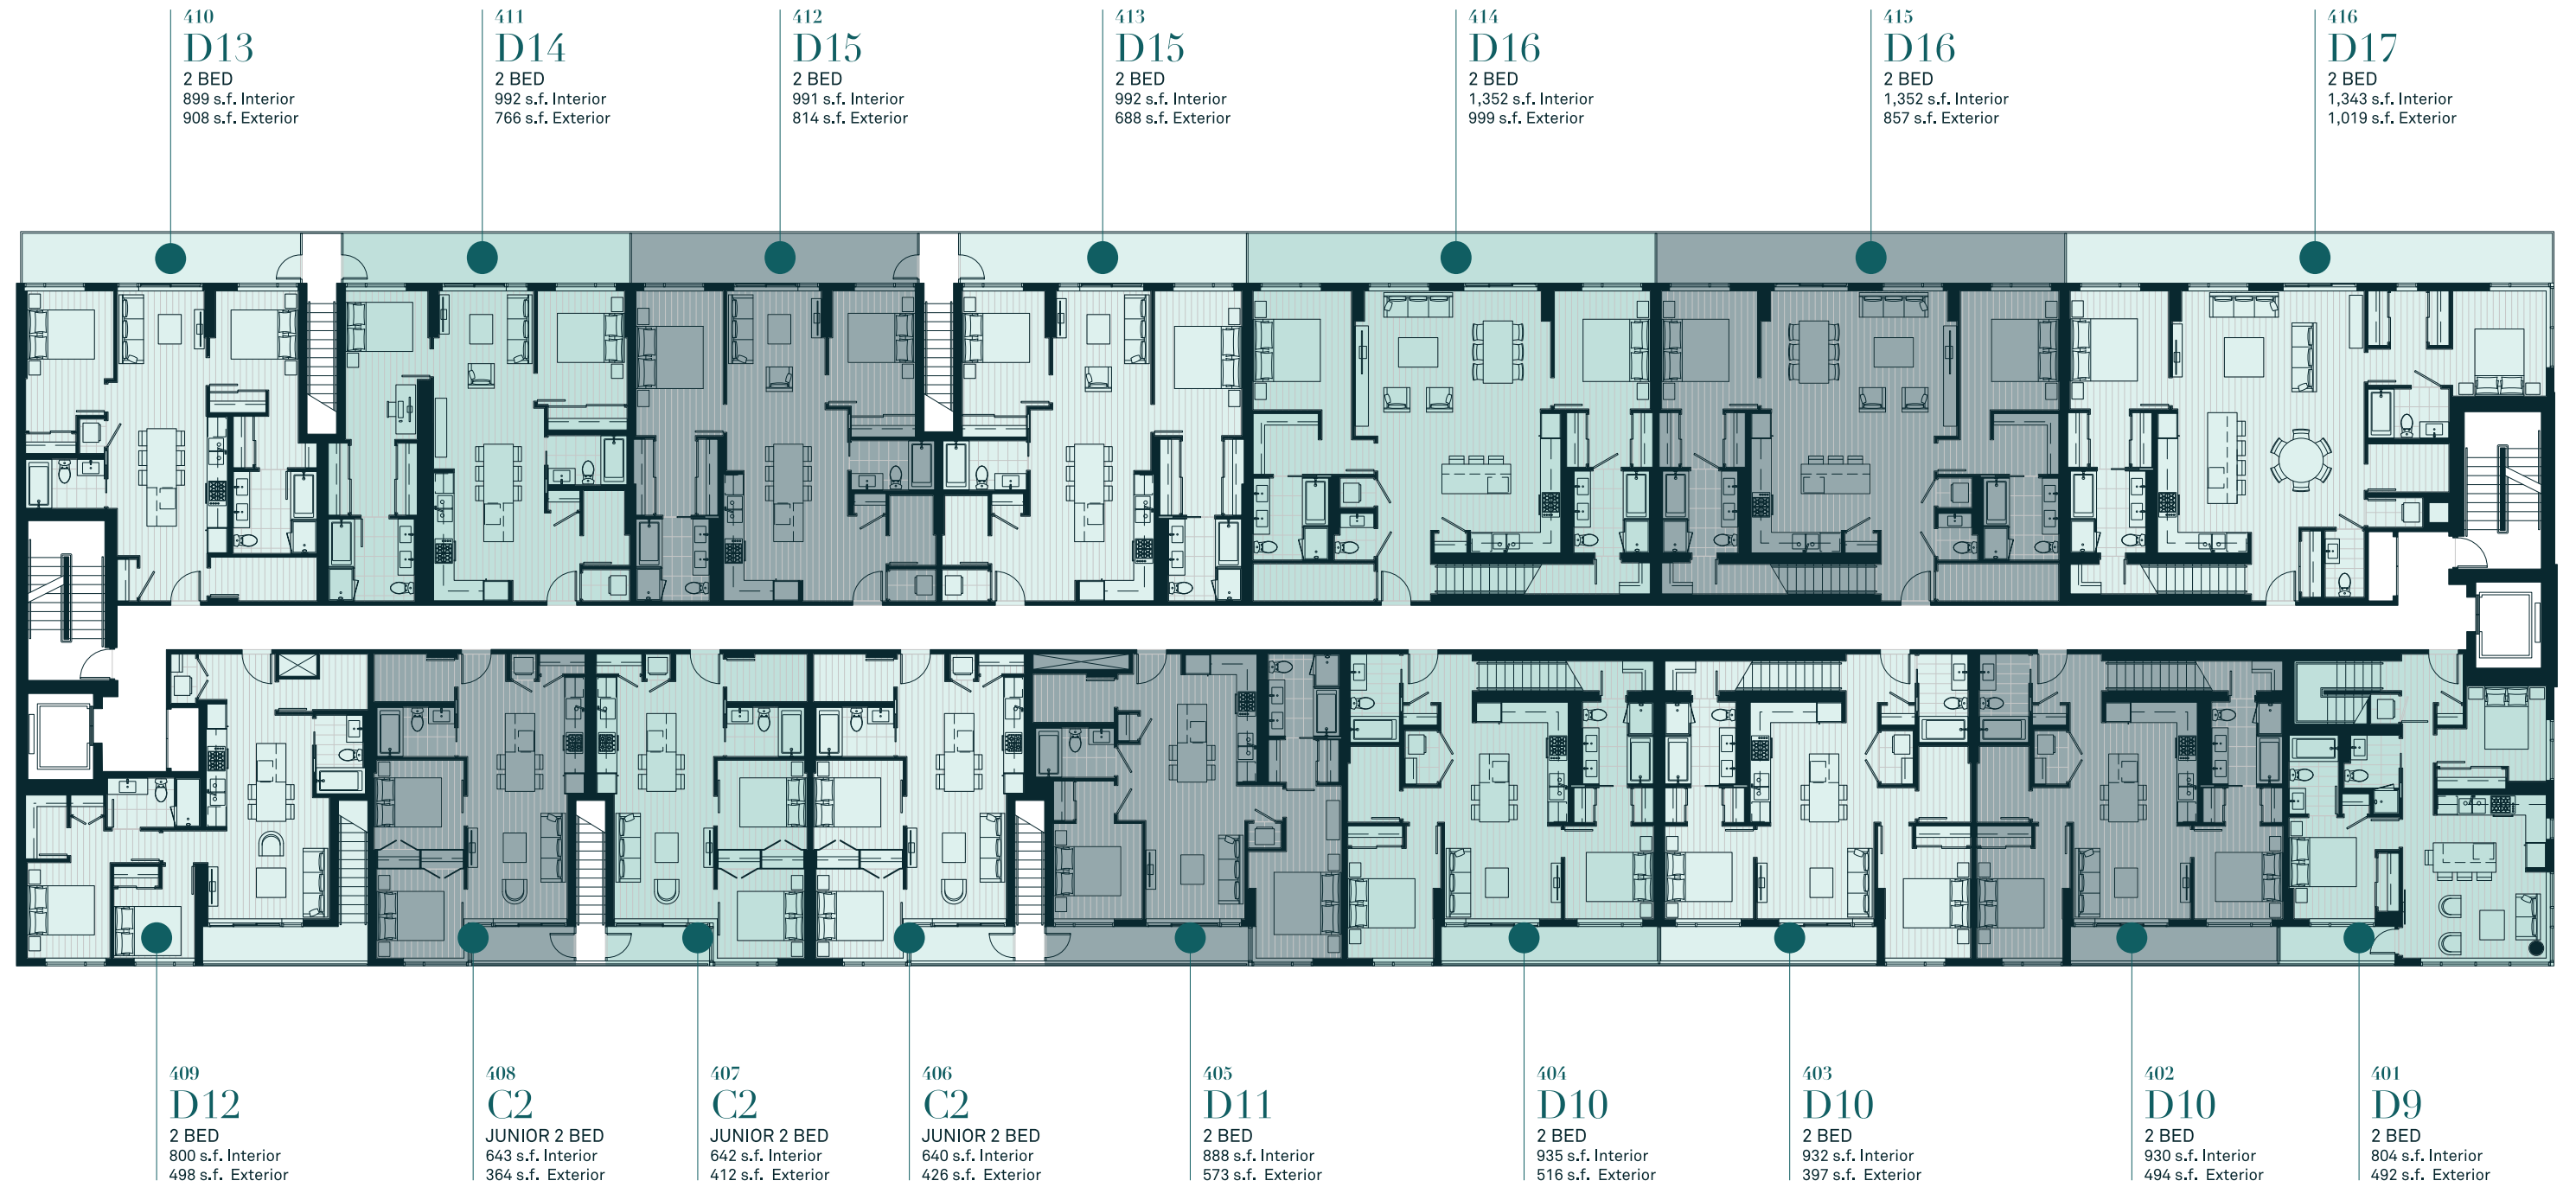 410
D13
2 BED
899 s.f. Interior
908 s.f. Exterior
411
D14
2 BED
992 s.f. Interior
766 s.f. Exterior
412
D15
2 BED
991 s.f. Interior
814 s.f. Exterior
413
D15
2 BED
992 s.f. Interior
688 s.f. Exterior
414
D16
2 BED
1,352 s.f. Interior
999 s.f. Exterior
415
D16
2 BED
1,352 s.f. Interior
857 s.f. Exterior
416
D17
2 BED
1,343 s.f. Interior
1,019 s.f. Exterior
409
D12
2 BED
800 s.f. Interior
498 s.f. Exterior
408
C2
JUNIOR 2 BED
643 s.f. Interior
364 s.f. Exterior
407
C2
JUNIOR 2 BED
642 s.f. Interior
412 s.f. Exterior
406
C2
JUNIOR 2 BED
640 s.f. Interior
426 s.f. Exterior
405
D11
2 BED
888 s.f. Interior
573 s.f. Exterior
404
D10
2 BED
935 s.f. Interior
516 s.f. Exterior
403
D10
2 BED
932 s.f. Interior
397 s.f. Exterior
402
D10
2 BED
930 s.f. Interior
494 s.f. Exterior
401
D9
2 BED
804 s.f. Interior
492 s.f. Exterior